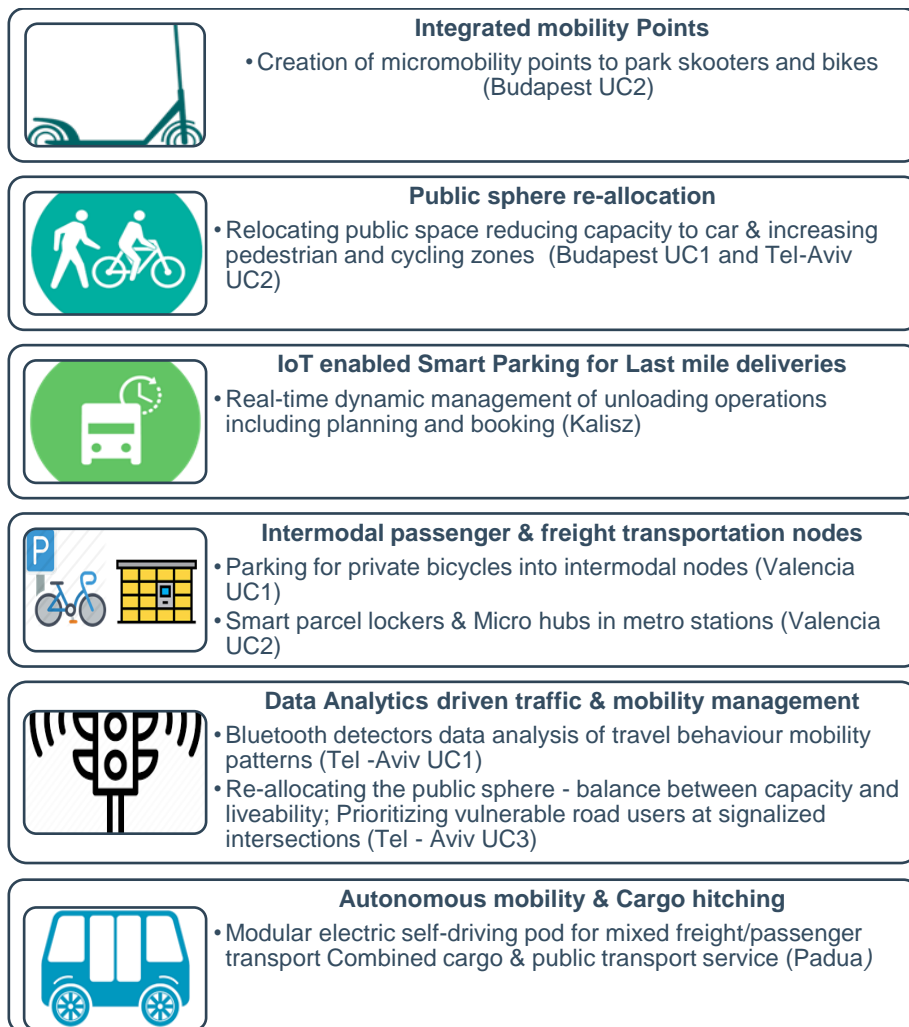 Integrated mobility Points
•Creation of micromobility points to park skooters and bikes
(Budapest UC2)
Public sphere re-allocation
•Relocating public space reducing capacity to car & increasing
pedestrian and cycling zones (Budapest UC1 and Tel-Aviv
UC2)
IoT enabled Smart Parking for Last mile deliveries
•Real-time dynamic management of unloading operations
including planning and booking (Kalisz)
Intermodal passenger & freight transportation nodes
P
•Parking for private bicycles into intermodal nodes (Valencia
UC1)
•Smart parcel lockers & Micro hubs in metro stations (Valencia
UC2)
Data Analytics driven traffic & mobility management
•Bluetooth detectors data analysis of travel behaviour mobility
patterns (Tel -Aviv UC1)
•Re-allocating the public sphere - balance between capacity and
liveability; Prioritizing vulnerable road users at signalized
intersections (Tel - Aviv UC3)
Autonomous mobility & Cargo hitching
•Modular electric self-driving pod for mixed freight/passenger
transport Combined cargo & public transport service (Padua)